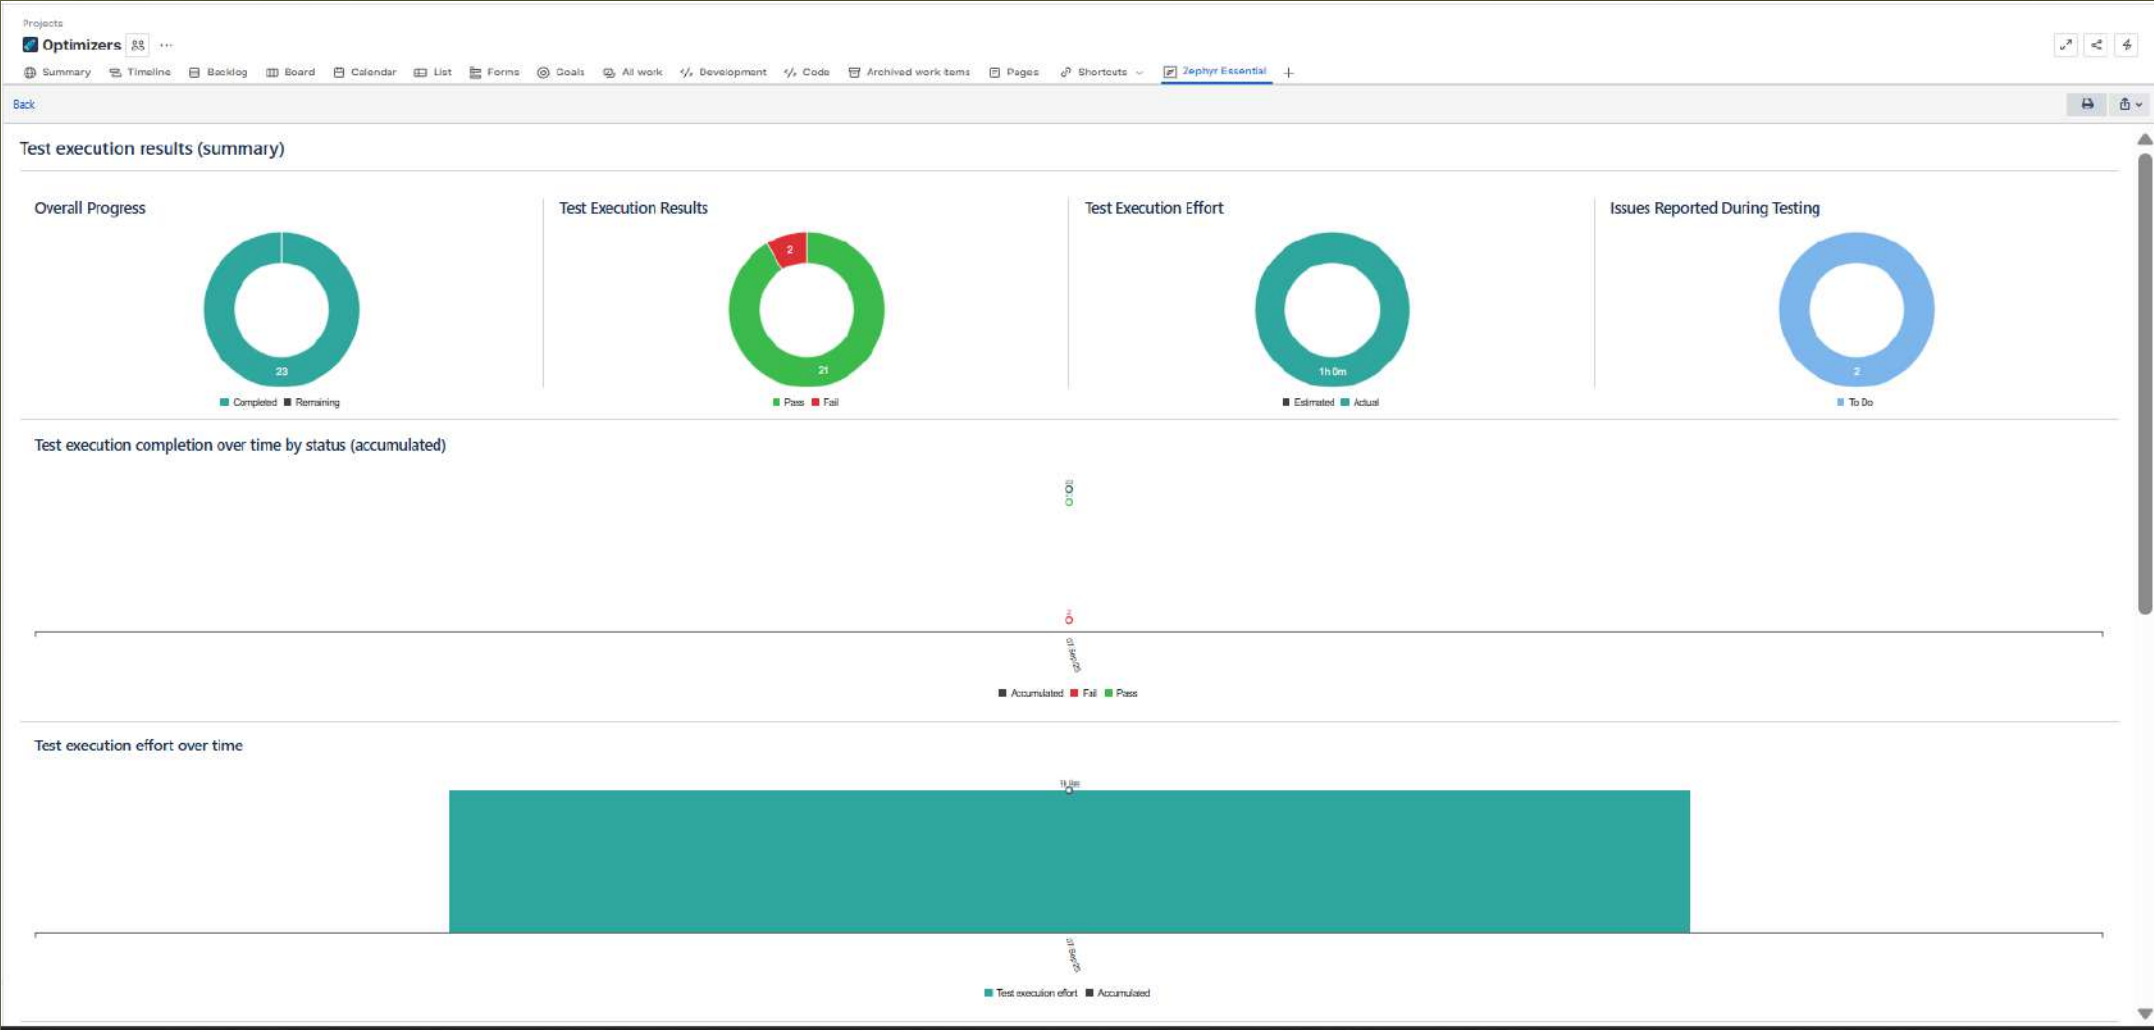 Projects
Optimizers
Summary Timeline Backlog Board Calendar List Forms Goals All work Development Code Archived work items Pages Shortcuts Zephyr Essential
Back
Test execution results (summary)
Overall Progress
23
Completed Remaining
Test Execution Results
2
21
Pass Fail
Test Execution Effort
1h 0m
Estimated Actual
Issues Reported During Testing
2
To Do
Test execution completion over time by status (accumulated)
2
Accumulated Fail Pass
Test execution effort over time
1h 0m
Test execution effort Accumulated